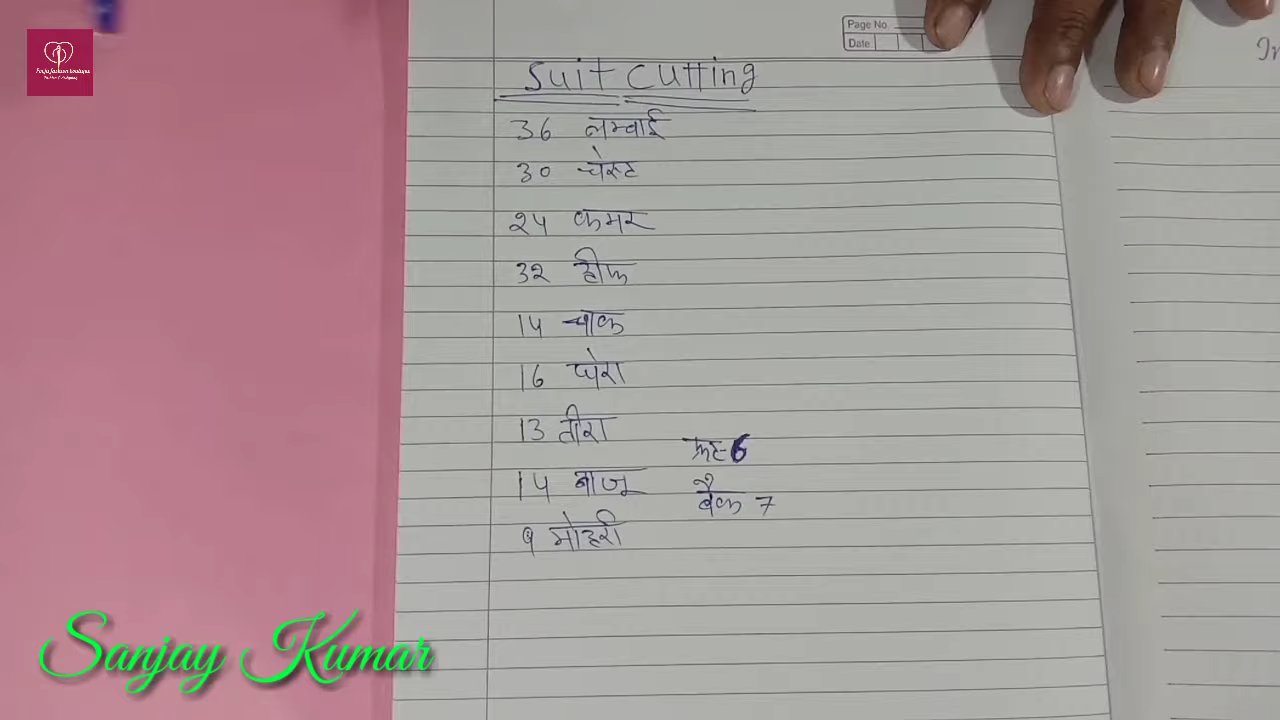 Page No.
Date
Suit Cutting
36 लम्बाई
30 चेस्ट
24 कमर
32 हीप
14 चाक
16 घेरा
13 तीरा
फ्रंट 6
14 बाजू
बैक 7
9 मोहरी
Sanjay Kumar